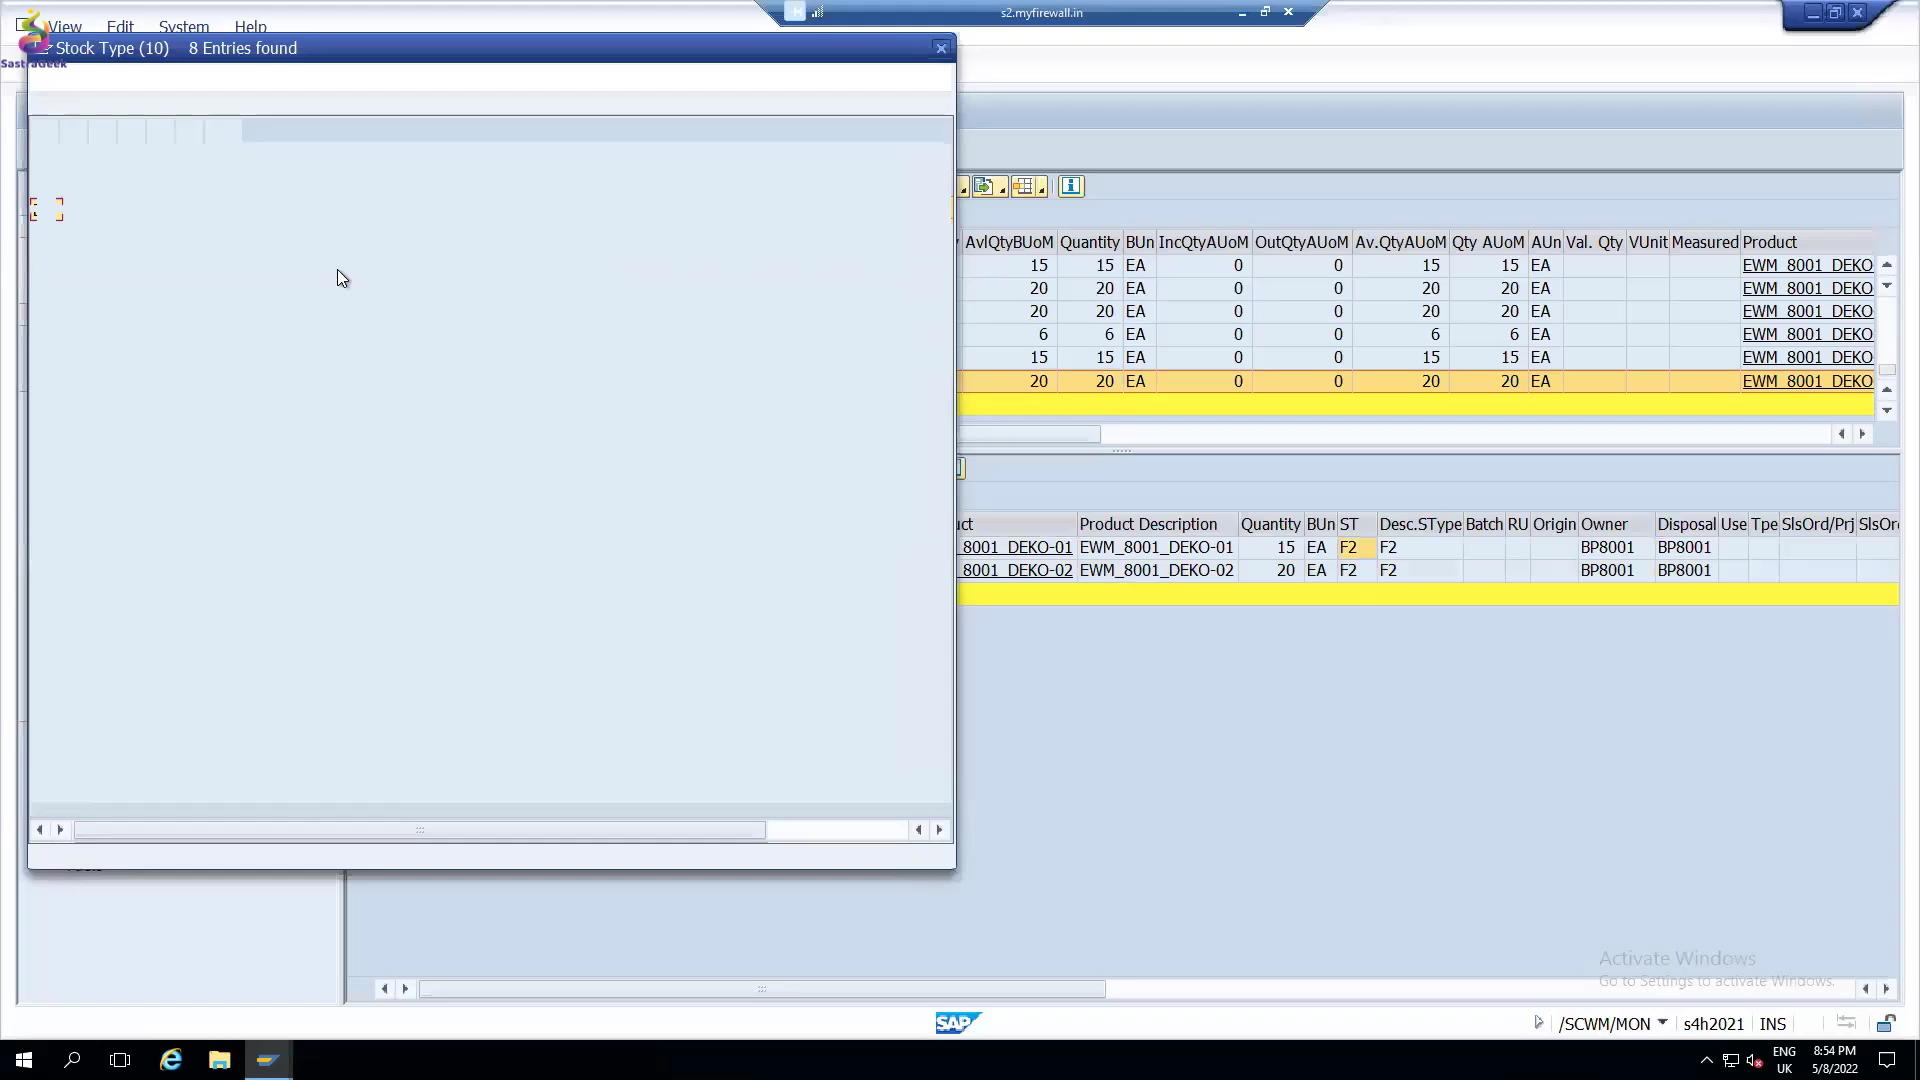 s2.myfirewall.in
View Edit System Help
SastraGeek
Stock Type (10) 8 Entries found
AvlQtyBUoM Quantity BUn IncQtyAUoM OutQtyAUoM Av.QtyAUoM Qty AUoM AUn Val. Qty VUnit Measured Product
15 15 EA 0 0 15 15 EA EWM_8001_DEKO
20 20 EA 0 0 20 20 EA EWM_8001_DEKO
20 20 EA 0 0 20 20 EA EWM_8001_DEKO
6 6 EA 0 0 6 6 EA EWM_8001_DEKO
15 15 EA 0 0 15 15 EA EWM_8001_DEKO
20 20 EA 0 0 20 20 EA EWM_8001_DEKO
uct Product Description Quantity BUn ST Desc.SType Batch RU Origin Owner Disposal Use Tpe SlsOrd/Prj SlsOr
_8001_DEKO-01 EWM_8001_DEKO-01 15 EA F2 F2 BP8001 BP8001
_8001_DEKO-02 EWM_8001_DEKO-02 20 EA F2 F2 BP8001 BP8001
Activate Windows
Go to Settings to activate Windows.
SAP
/SCWM/MON s4h2021 INS
ENG
UK
8:54 PM
5/8/2022